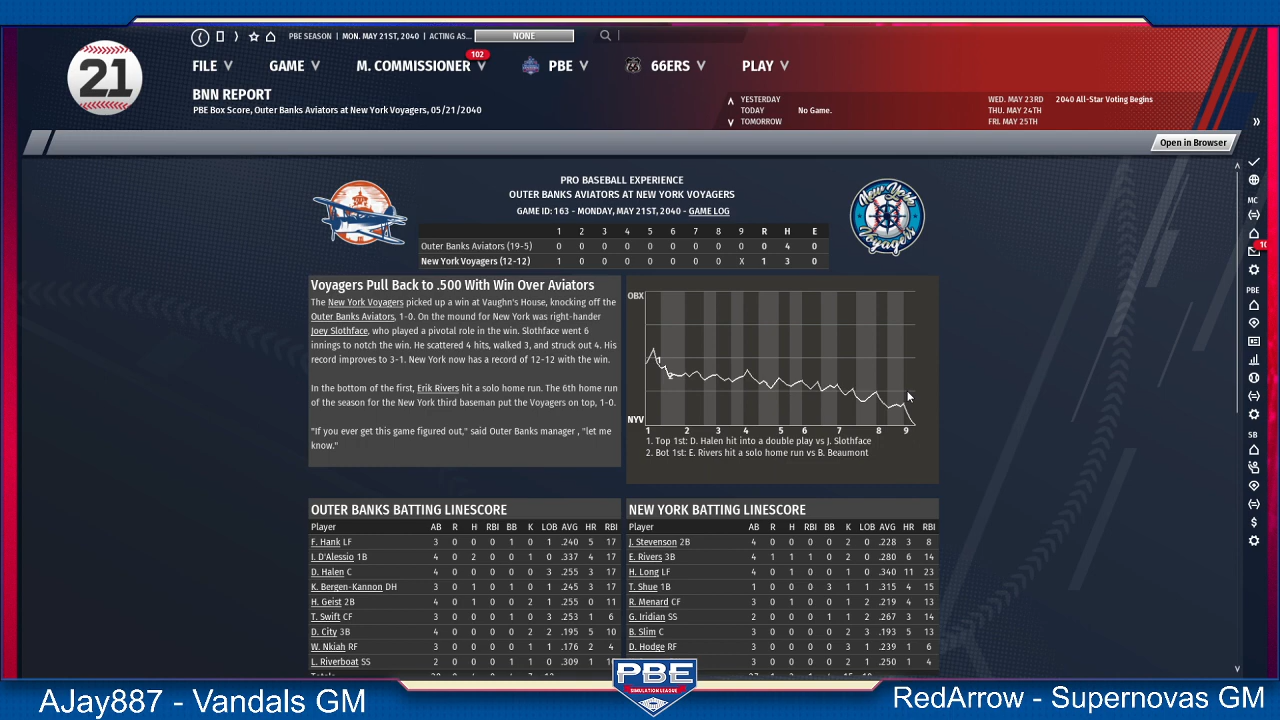 PBE SEASON | MON. MAY 21ST, 2040 | ACTING AS... NONE
21
FILE GAME M. COMMISSIONER 102 PBE 66ERS PLAY
BNN REPORT
PBE Box Score, Outer Banks Aviators at New York Voyagers, 05/21/2040
YESTERDAY
TODAY No Game.
TOMORROW
WED. MAY 23RD 2040 All-Star Voting Begins
THU. MAY 24TH
FRI. MAY 25TH
Open in Browser
PRO BASEBALL EXPERIENCE
OUTER BANKS AVIATORS AT NEW YORK VOYAGERS
GAME ID: 163 - MONDAY, MAY 21ST, 2040 - GAME LOG
New York Voyagers
1 2 3 4 5 6 7 8 9 R H E
Outer Banks Aviators (19-5) 0 0 0 0 0 0 0 0 0 0 4 0
New York Voyagers (12-12) 1 0 0 0 0 0 0 0 X 1 3 0
Voyagers Pull Back to .500 With Win Over Aviators
The New York Voyagers picked up a win at Vaughn's House, knocking off the
Outer Banks Aviators, 1-0. On the mound for New York was right-hander
Joey Slothface, who played a pivotal role in the win. Slothface went 6
innings to notch the win. He scattered 4 hits, walked 3, and struck out 4. His
record improves to 3-1. New York now has a record of 12-12 with the win.
In the bottom of the first, Erik Rivers hit a solo home run. The 6th home run
of the season for the New York third baseman put the Voyagers on top, 1-0.
"If you ever get this game figured out," said Outer Banks manager , "let me
know."
OBX
1
2
NYV
1 2 3 4 5 6 7 8 9
1. Top 1st: D. Halen hit into a double play vs J. Slothface
2. Bot 1st: E. Rivers hit a solo home run vs B. Beaumont
OUTER BANKS BATTING LINESCORE
Player AB R H RBI BB K LOB AVG HR RBI
F. Hank LF 3 0 0 0 1 0 1 .240 5 17
I. D'Alessio 1B 4 0 2 0 0 1 0 .337 4 17
D. Halen C 4 0 0 0 0 0 3 .255 3 17
K. Bergen-Kannon DH 3 0 1 0 1 0 1 .245 3 17
H. Geist 2B 4 0 1 0 0 2 1 .255 0 11
T. Swift CF 3 0 0 0 0 1 0 3 .253 1 6
D. City 3B 4 0 0 0 0 2 2 .195 5 10
W. Nkiah RF 3 0 0 0 0 1 1 .176 2 4
L. Riverboat SS 2 0 0 0 1 1 0 .309 1
NEW YORK BATTING LINESCORE
Player AB R H RBI BB K LOB AVG HR RBI
J. Stevenson 2B 4 0 0 0 0 2 0 .228 3 8
E. Rivers 3B 4 1 1 1 0 2 0 .280 6 14
H. Long LF 4 0 1 0 0 1 0 .340 11 23
T. Shue 1B 1 0 0 0 3 1 1 .315 4 15
R. Menard CF 3 0 1 0 0 1 2 .219 4 13
G. Iridian SS 2 0 0 0 1 1 2 .267 3 14
B. Slim C 3 0 0 0 0 2 3 .193 5 13
D. Hodge RF 3 0 0 0 0 3 1 .239 1 6
K. Sparks DH 3 0 0 0 0 2 1 .250 1 4
MC
10
PBE
SB
PBE
SIMULATION LEAGUE
AJay887 - Vandals GM
RedArrow - Supernovas GM